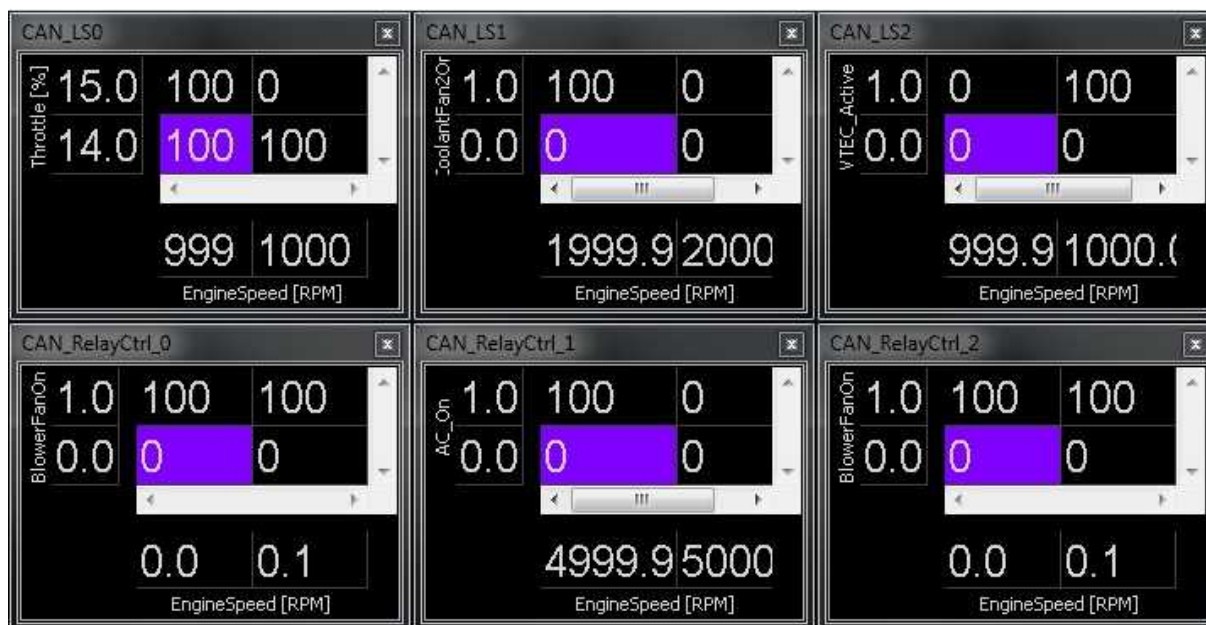 CAN_LS0
Throttle [%]
15.0 100 0
14.0 100 100
999 1000
EngineSpeed [RPM]
CAN_LS1
CoolantFan2On
1.0 100 0
0.0 0 0
1999.9 2000
EngineSpeed [RPM]
CAN_LS2
VTEC_Active
1.0 0 100
0.0 0 0
999.9 1000.0
EngineSpeed [RPM]
CAN_RelayCtrl_0
BlowerFanOn
1.0 100 100
0.0 0 0
0.0 0.1
EngineSpeed [RPM]
CAN_RelayCtrl_1
AC_On
1.0 100 0
0.0 0 0
4999.9 5000
EngineSpeed [RPM]
CAN_RelayCtrl_2
BlowerFanOn
1.0 100 100
0.0 0 0
0.0 0.1
EngineSpeed [RPM]